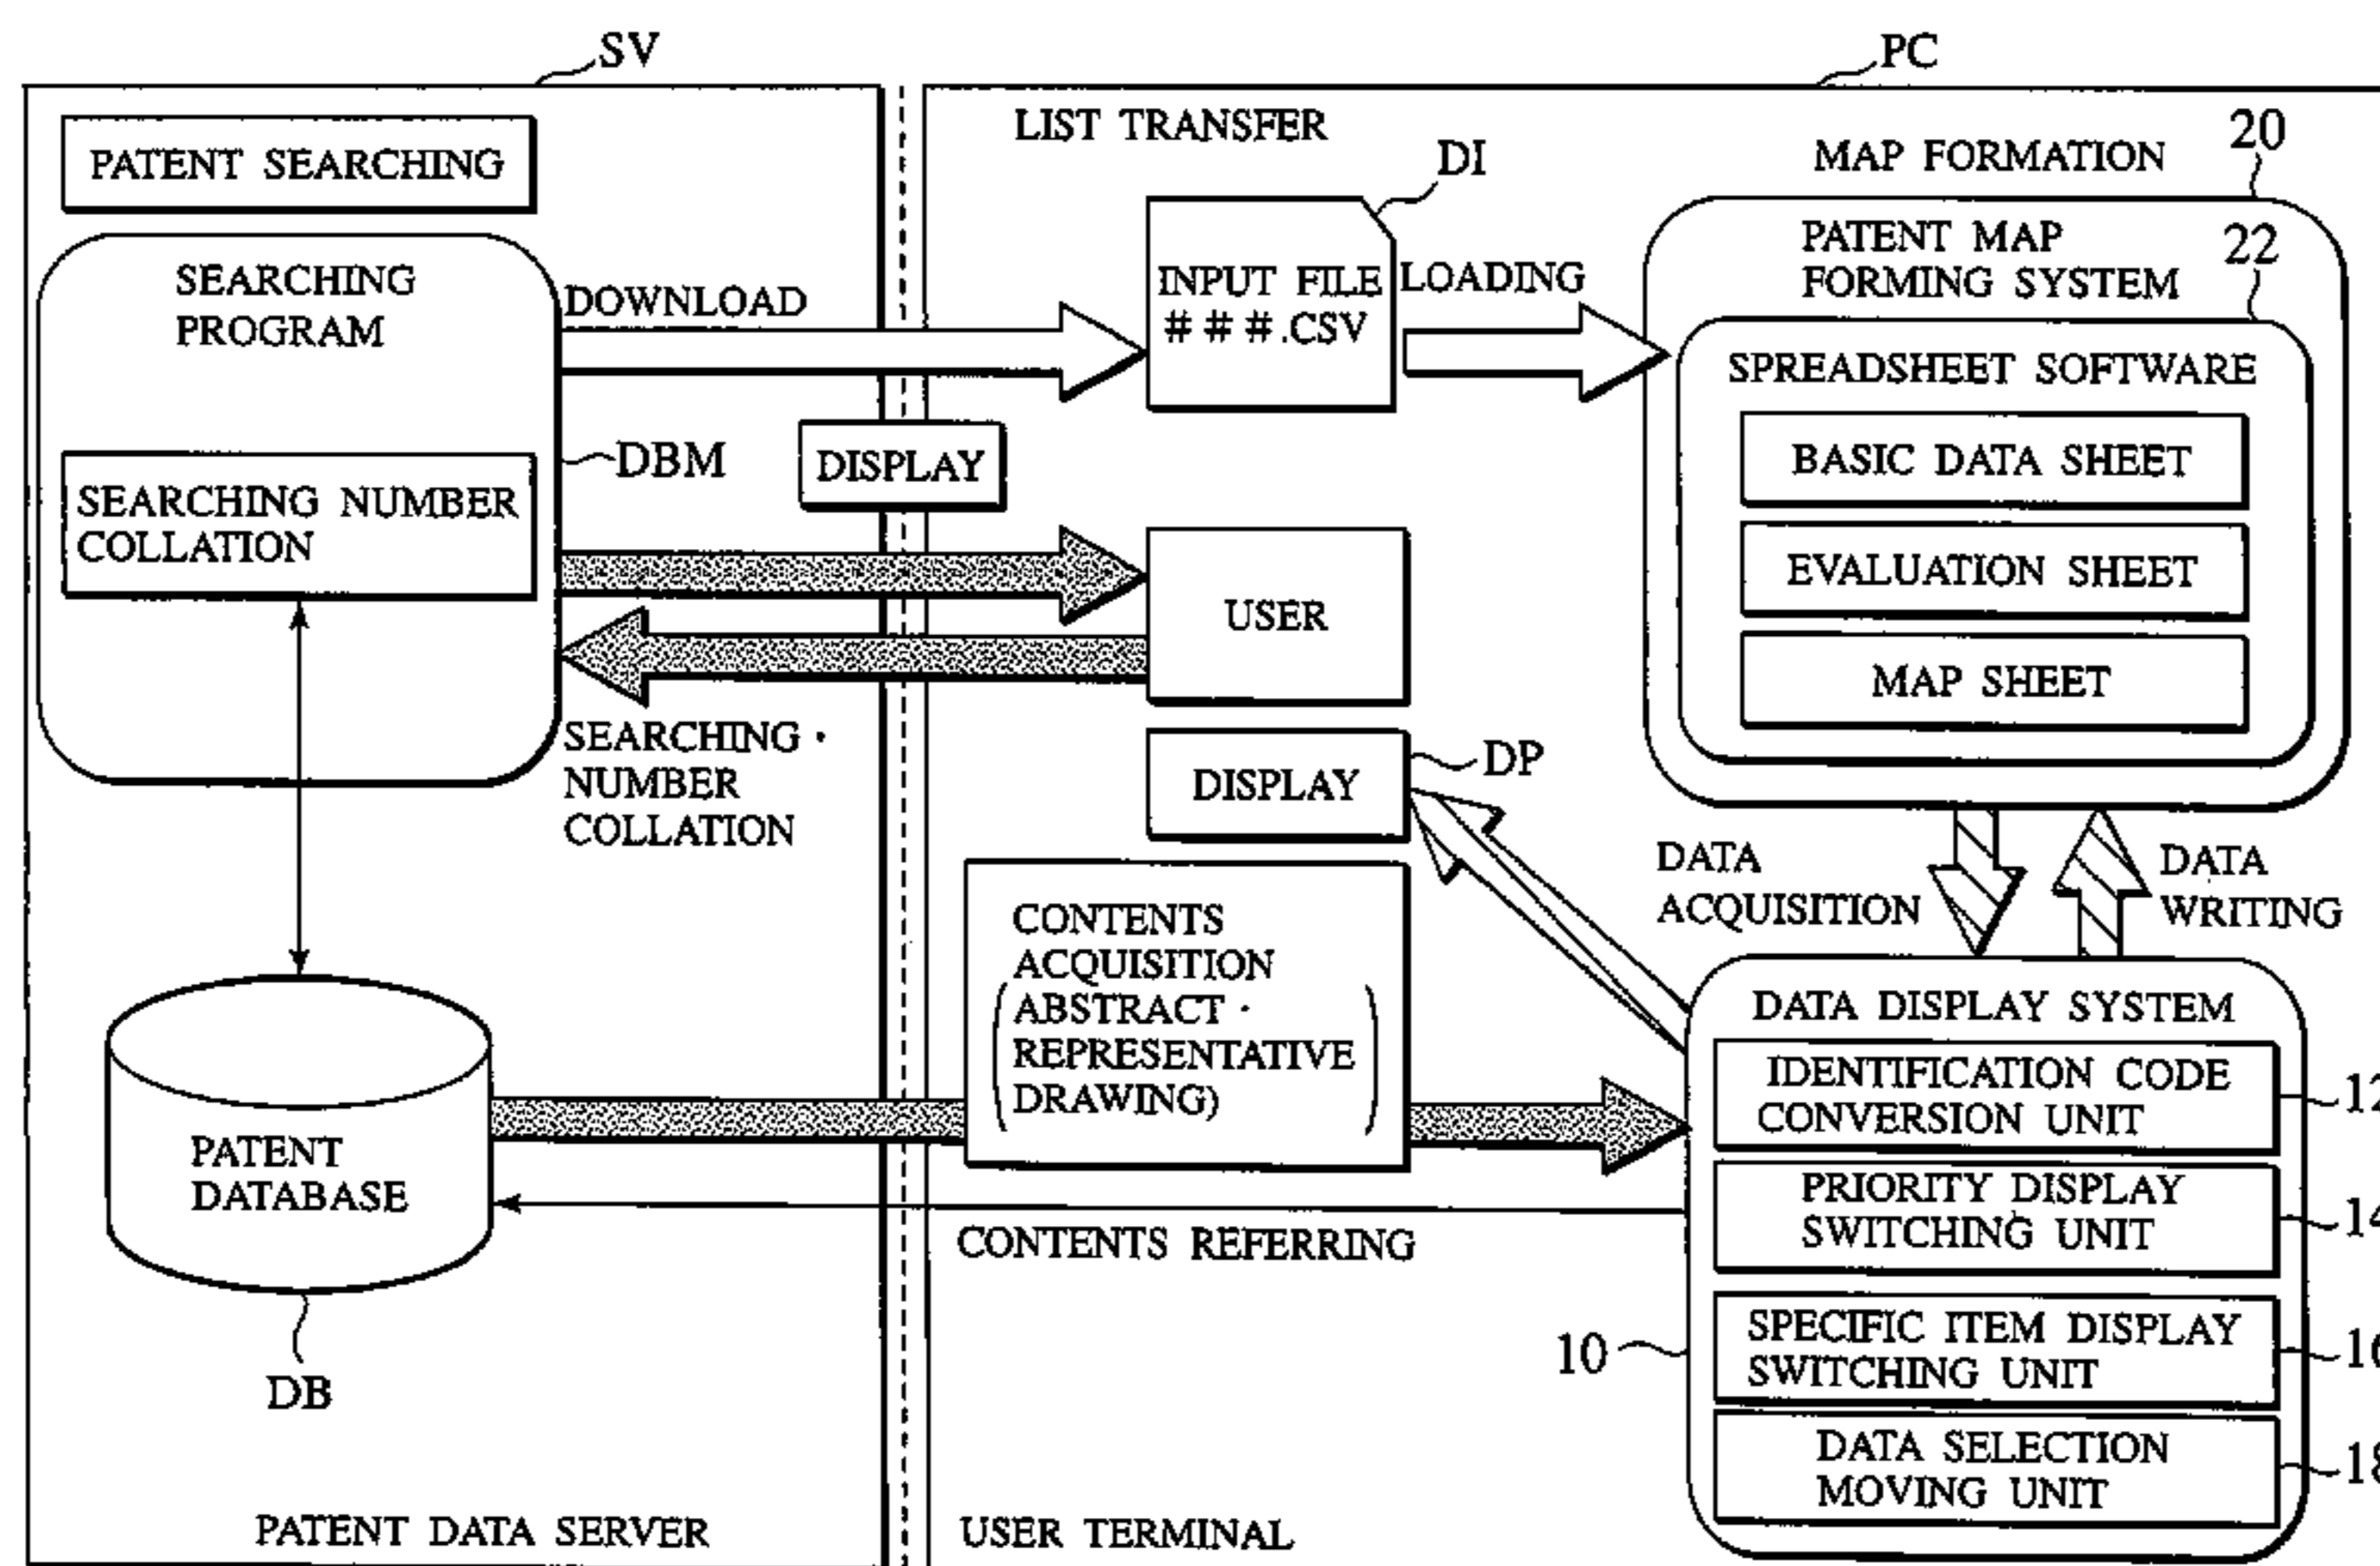 SV
PC
PATENT SEARCHING
SEARCHING
PROGRAM
SEARCHING NUMBER
COLLATION
DBM
DOWNLOAD
DISPLAY
SEARCHING・
NUMBER
COLLATION
PATENT
DATABASE
DB
PATENT DATA SERVER
LIST TRANSFER
DI
INPUT FILE
###.CSV
LOADING
USER
DISPLAY
DP
CONTENTS
ACQUISITION
(ABSTRACT・
REPRESENTATIVE
DRAWING)
CONTENTS REFERRING
USER TERMINAL
MAP FORMATION
20
PATENT MAP
FORMING SYSTEM
22
SPREADSHEET SOFTWARE
BASIC DATA SHEET
EVALUATION SHEET
MAP SHEET
DATA
ACQUISITION
DATA
WRITING
DATA DISPLAY SYSTEM
IDENTIFICATION CODE
CONVERSION UNIT
12
PRIORITY DISPLAY
SWITCHING UNIT
14
10
SPECIFIC ITEM DISPLAY
SWITCHING UNIT
16
DATA SELECTION
MOVING UNIT
18